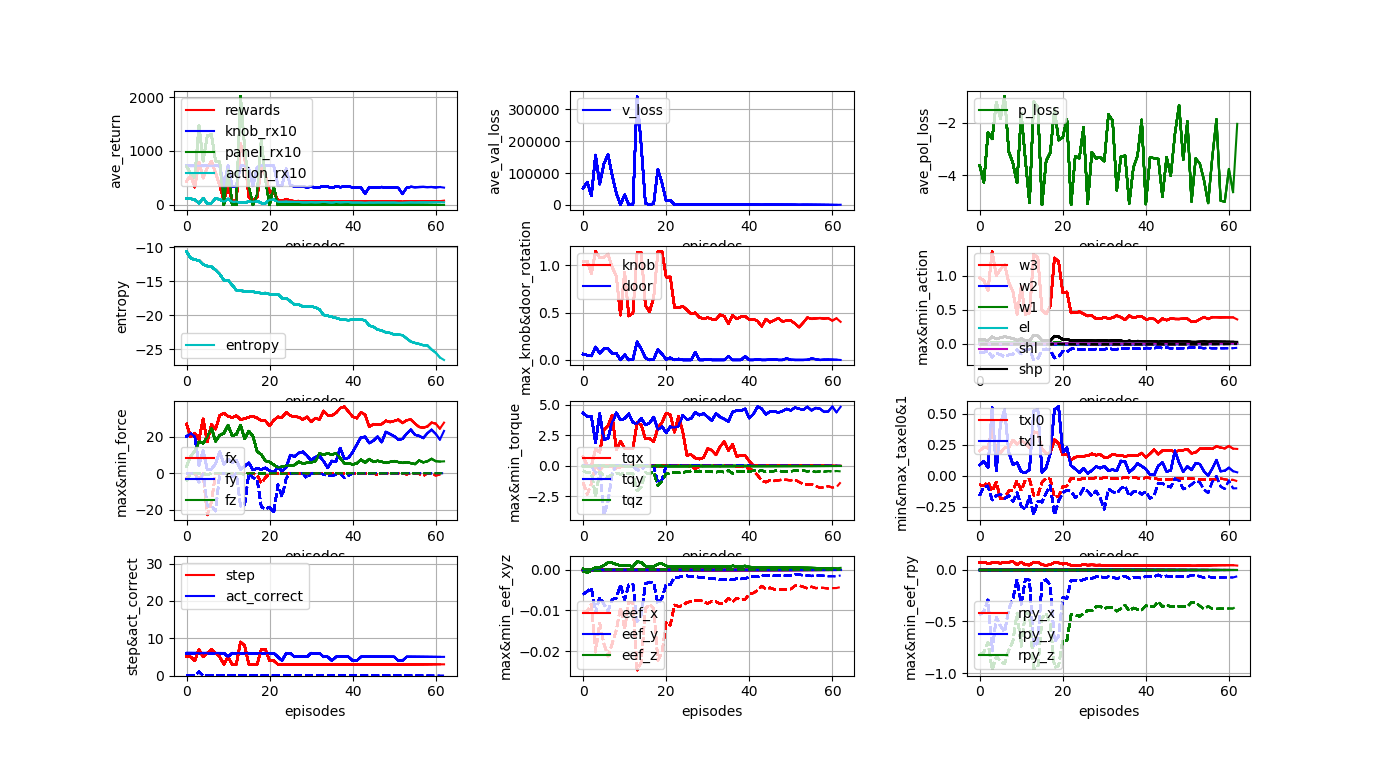 ave_return
2000
1000
0
rewards
knob_rx10
panel_rx10
action_rx10
0 20 40 60
episodes
ave_val_loss
300000
200000
100000
0
v_loss
0 20 40 60
ave_pol_loss
−2
−4
p_loss
0 20 40 60
entropy
−10
−15
−20
−25
entropy
0 20 40 60
episodes
max_knob&door_rotation
1.0
0.5
0.0
knob
door
0 20 40 60
episodes
max&min_action
1.0
0.5
0.0
w3
w2
w1
el
shl
shp
0 20 40 60
max&min_force
20
0
−20
fx
fy
fz
0 20 40 60
episodes
max&min_torque
5.0
2.5
0.0
−2.5
tqx
tqy
tqz
0 20 40 60
episodes
min&max_taxel0&1
0.50
0.25
0.00
−0.25
txl0
txl1
0 20 40 60
step&act_correct
30
20
10
0
step
act_correct
0 20 40 60
episodes
max&min_eef_xyz
0.00
−0.01
−0.02
eef_x
eef_y
eef_z
0 20 40 60
episodes
max&min_eef rpy
0.0
−0.5
−1.0
rpy_x
rpy_y
rpy_z
0 20 40 60
episodes